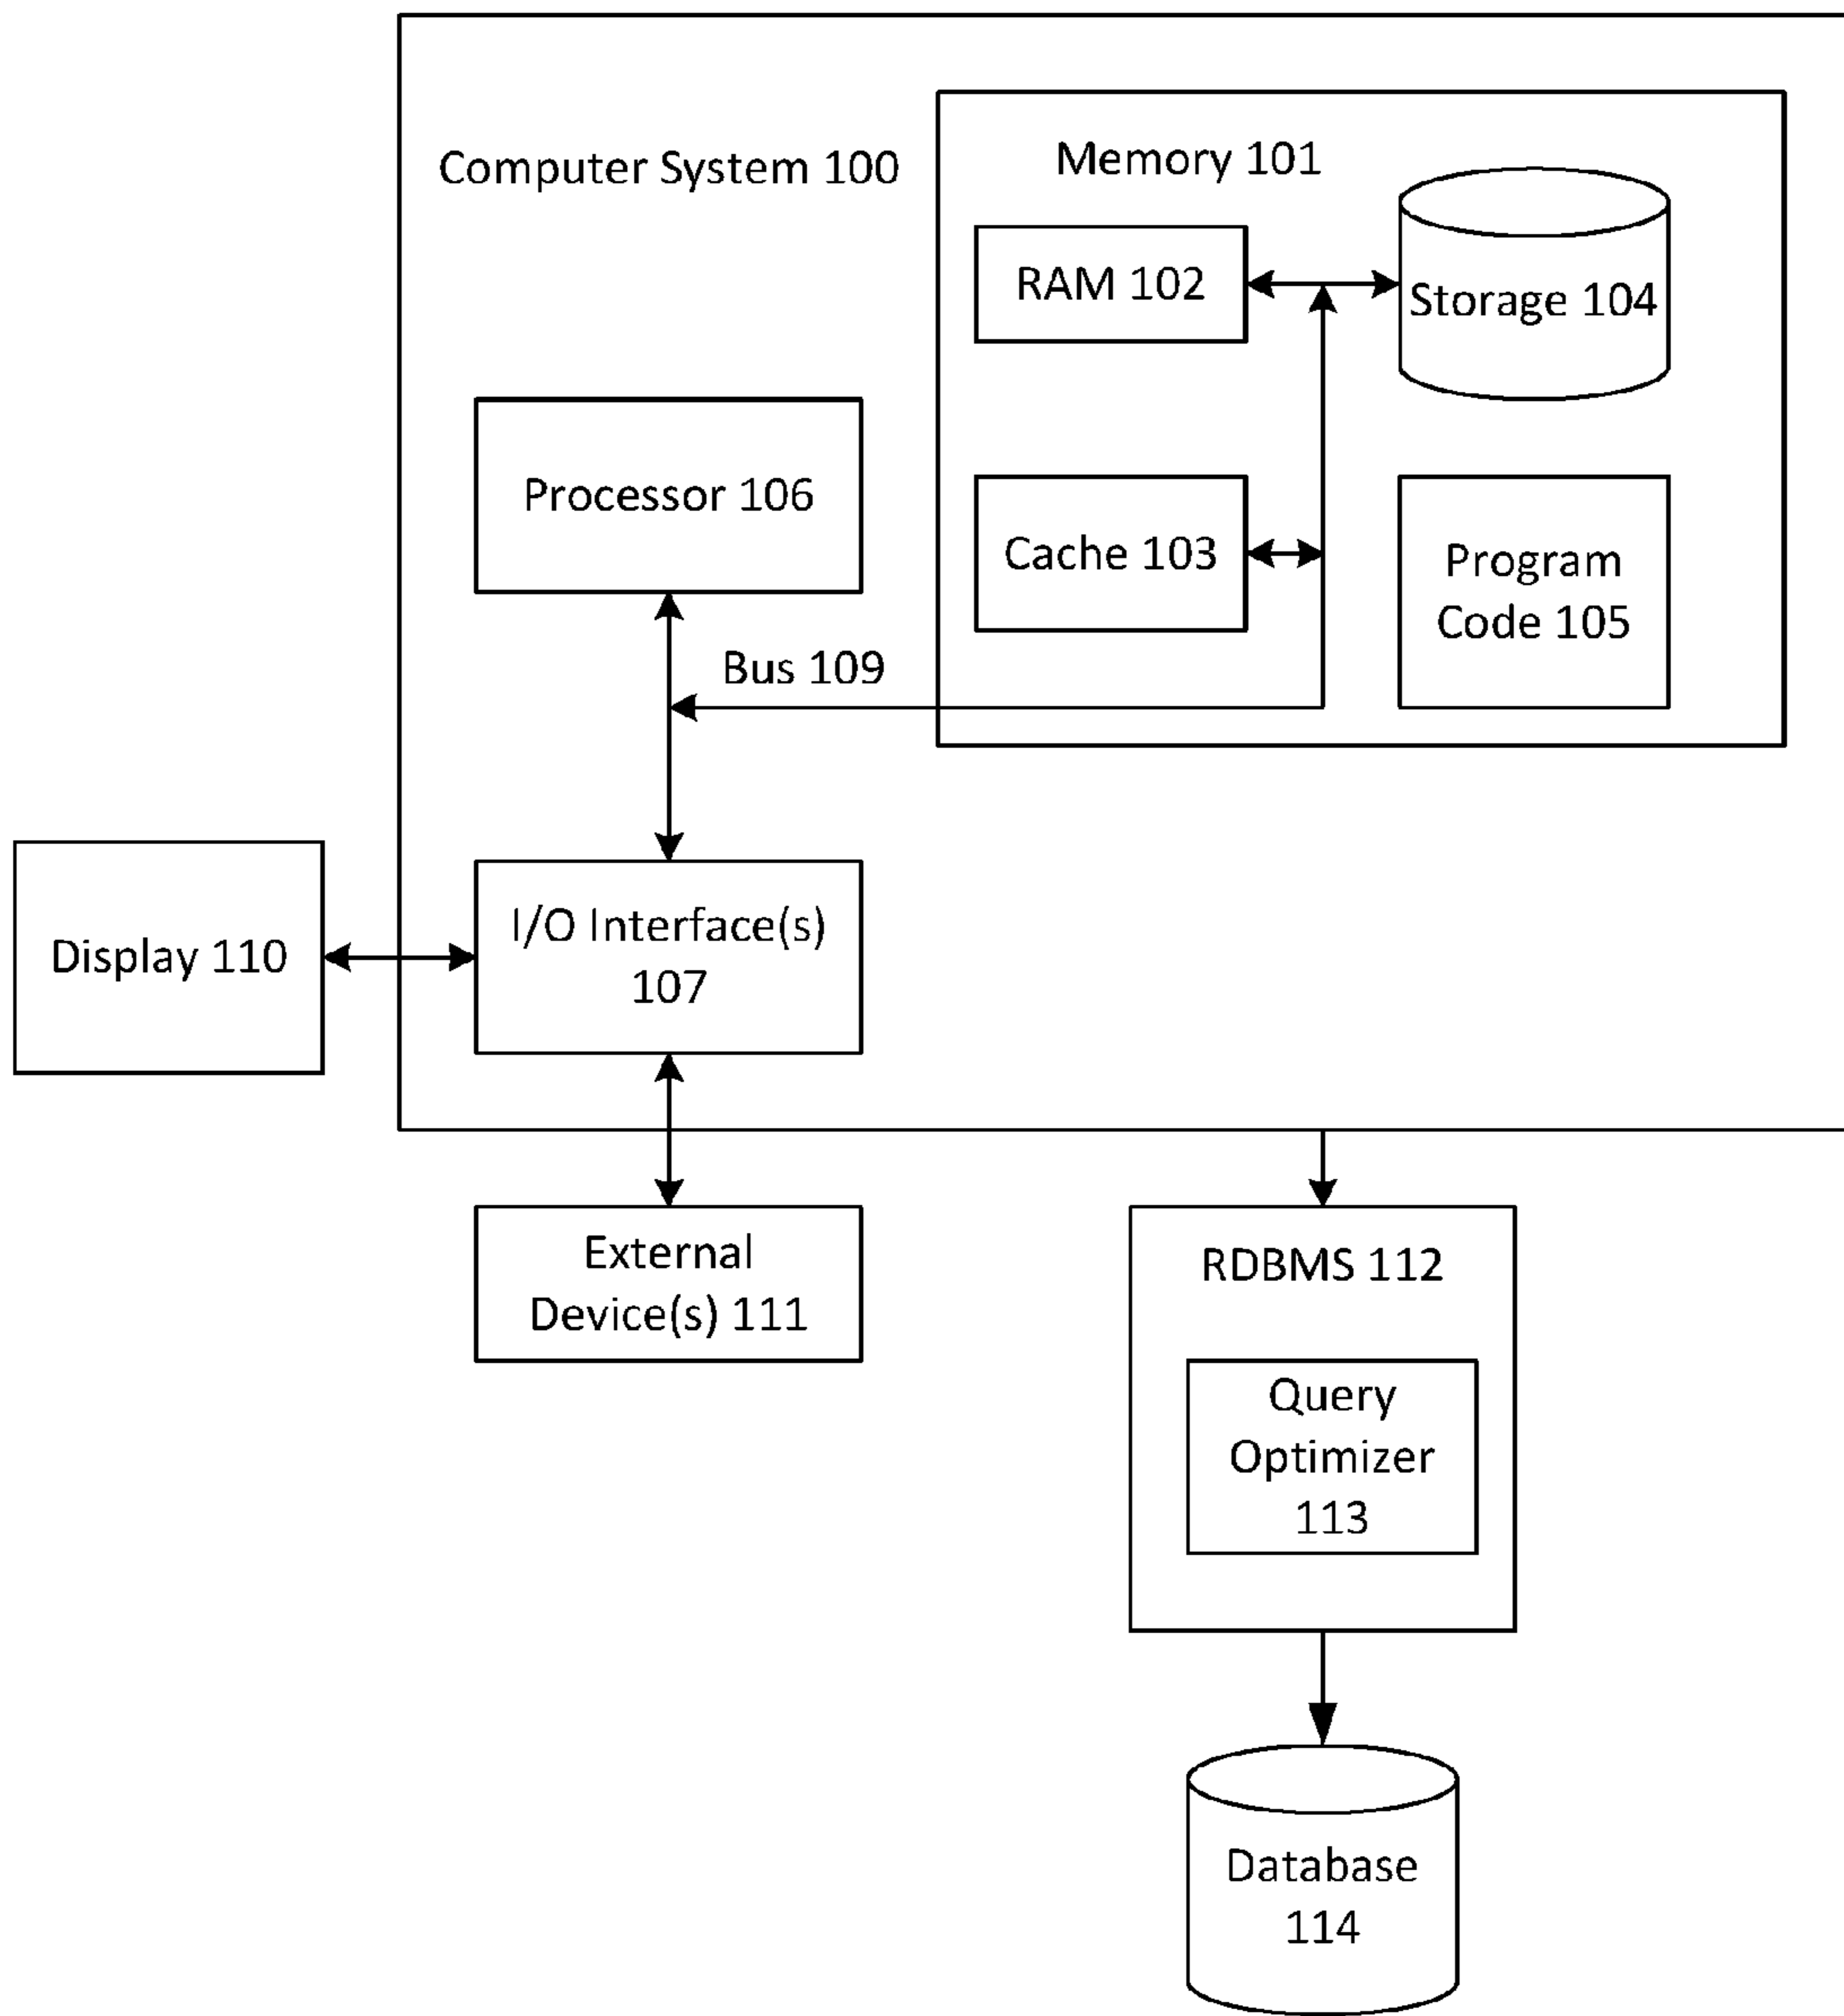 Computer System 100
Memory 101
RAM 102
Storage 104
Processor 106
Cache 103
Program
Code 105
Bus 109
Display 110
I/O Interface(s)
107
External
Device(s) 111
RDBMS 112
Query
Optimizer
113
Database
114